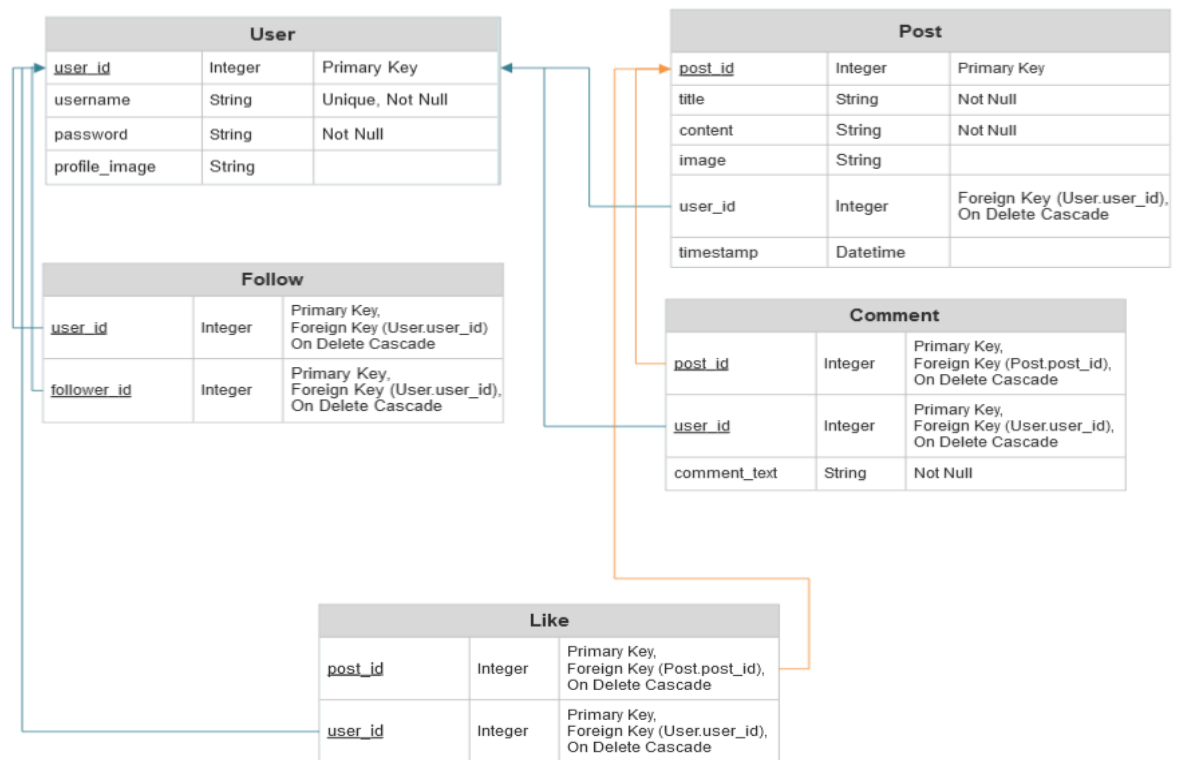 User
user_id Integer Primary Key
username String Unique, Not Null
password String Not Null
profile_image String
Post
post_id Integer Primary Key
title String Not Null
content String Not Null
image String
user_id Integer Foreign Key (User.user_id),
On Delete Cascade
timestamp Datetime
Follow
user_id Integer Primary Key,
Foreign Key (User.user_id)
On Delete Cascade
follower_id Integer Primary Key,
Foreign Key (User.user_id),
On Delete Cascade
Comment
post_id Integer Primary Key,
Foreign Key (Post.post_id),
On Delete Cascade
user_id Integer Primary Key,
Foreign Key (User.user_id),
On Delete Cascade
comment_text String Not Null
Like
post_id Integer Primary Key,
Foreign Key (Post.post_id),
On Delete Cascade
user_id Integer Primary Key,
Foreign Key (User.user_id),
On Delete Cascade